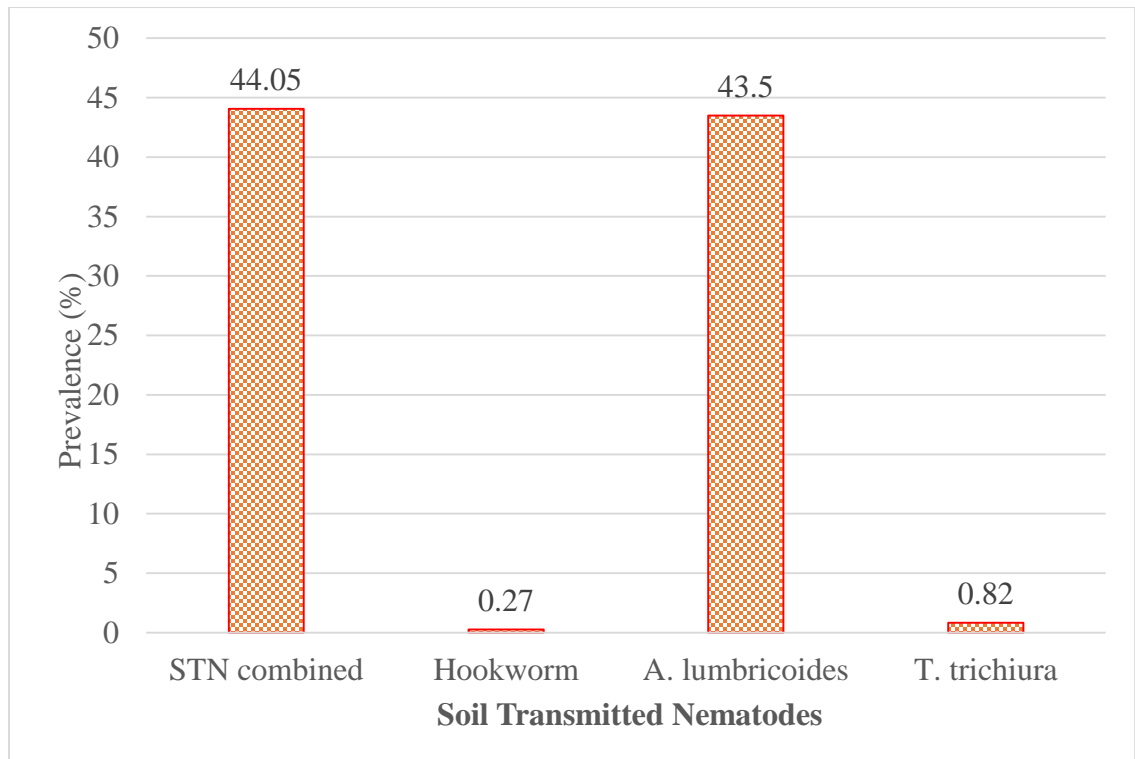 Prevalence (%)
50
45
40
35
30
25
20
15
10
5
0
44.05
0.27
43.5
0.82
STN combined
Hookworm
A. lumbricoides
T. trichiura
Soil Transmitted Nematodes